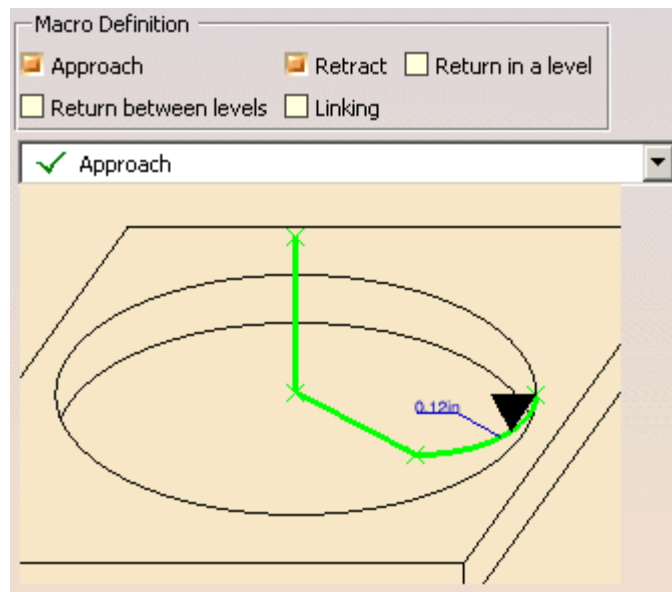 Macro Definition
Approach Retract Return in a level
Return between levels Linking
Approach
0.12in